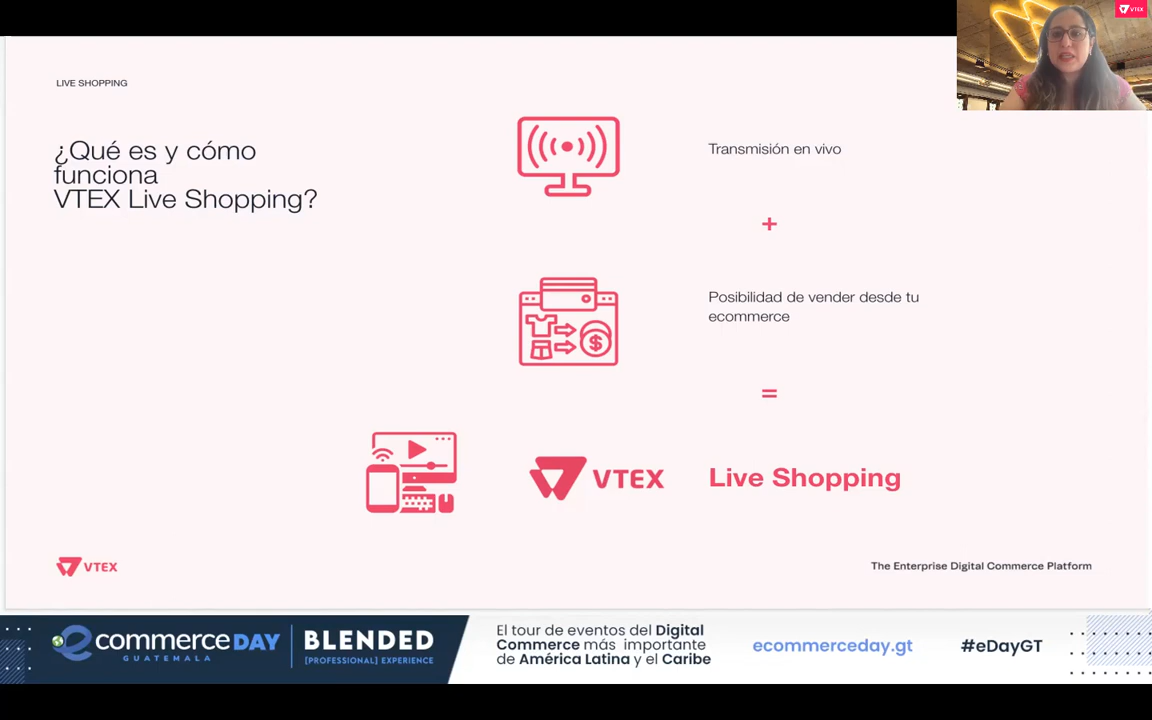 VTEX
LIVE SHOPPING
¿Qué es y cómo
funciona
VTEX Live Shopping?
Transmisión en vivo
+
Posibilidad de vender desde tu
ecommerce
$
=
VTEX
Live Shopping
VTEX
The Enterprise Digital Commerce Platform
ecommerce DAY
GUATEMALA
BLENDED
[PROFESSIONAL] EXPERIENCE
El tour de eventos del Digital
Commerce más importante
de América Latina y el Caribe
ecommerceday.gt
#eDayGT